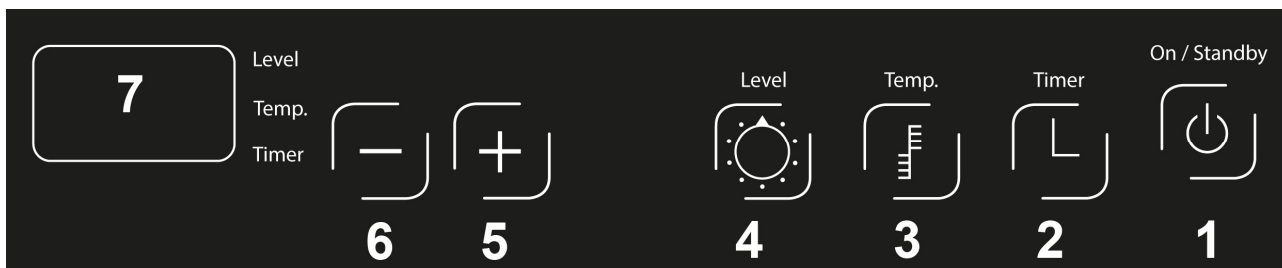 7
Level
Temp.
Timer
Level
Temp.
Timer
On / Standby
6
5
4
3
2
1